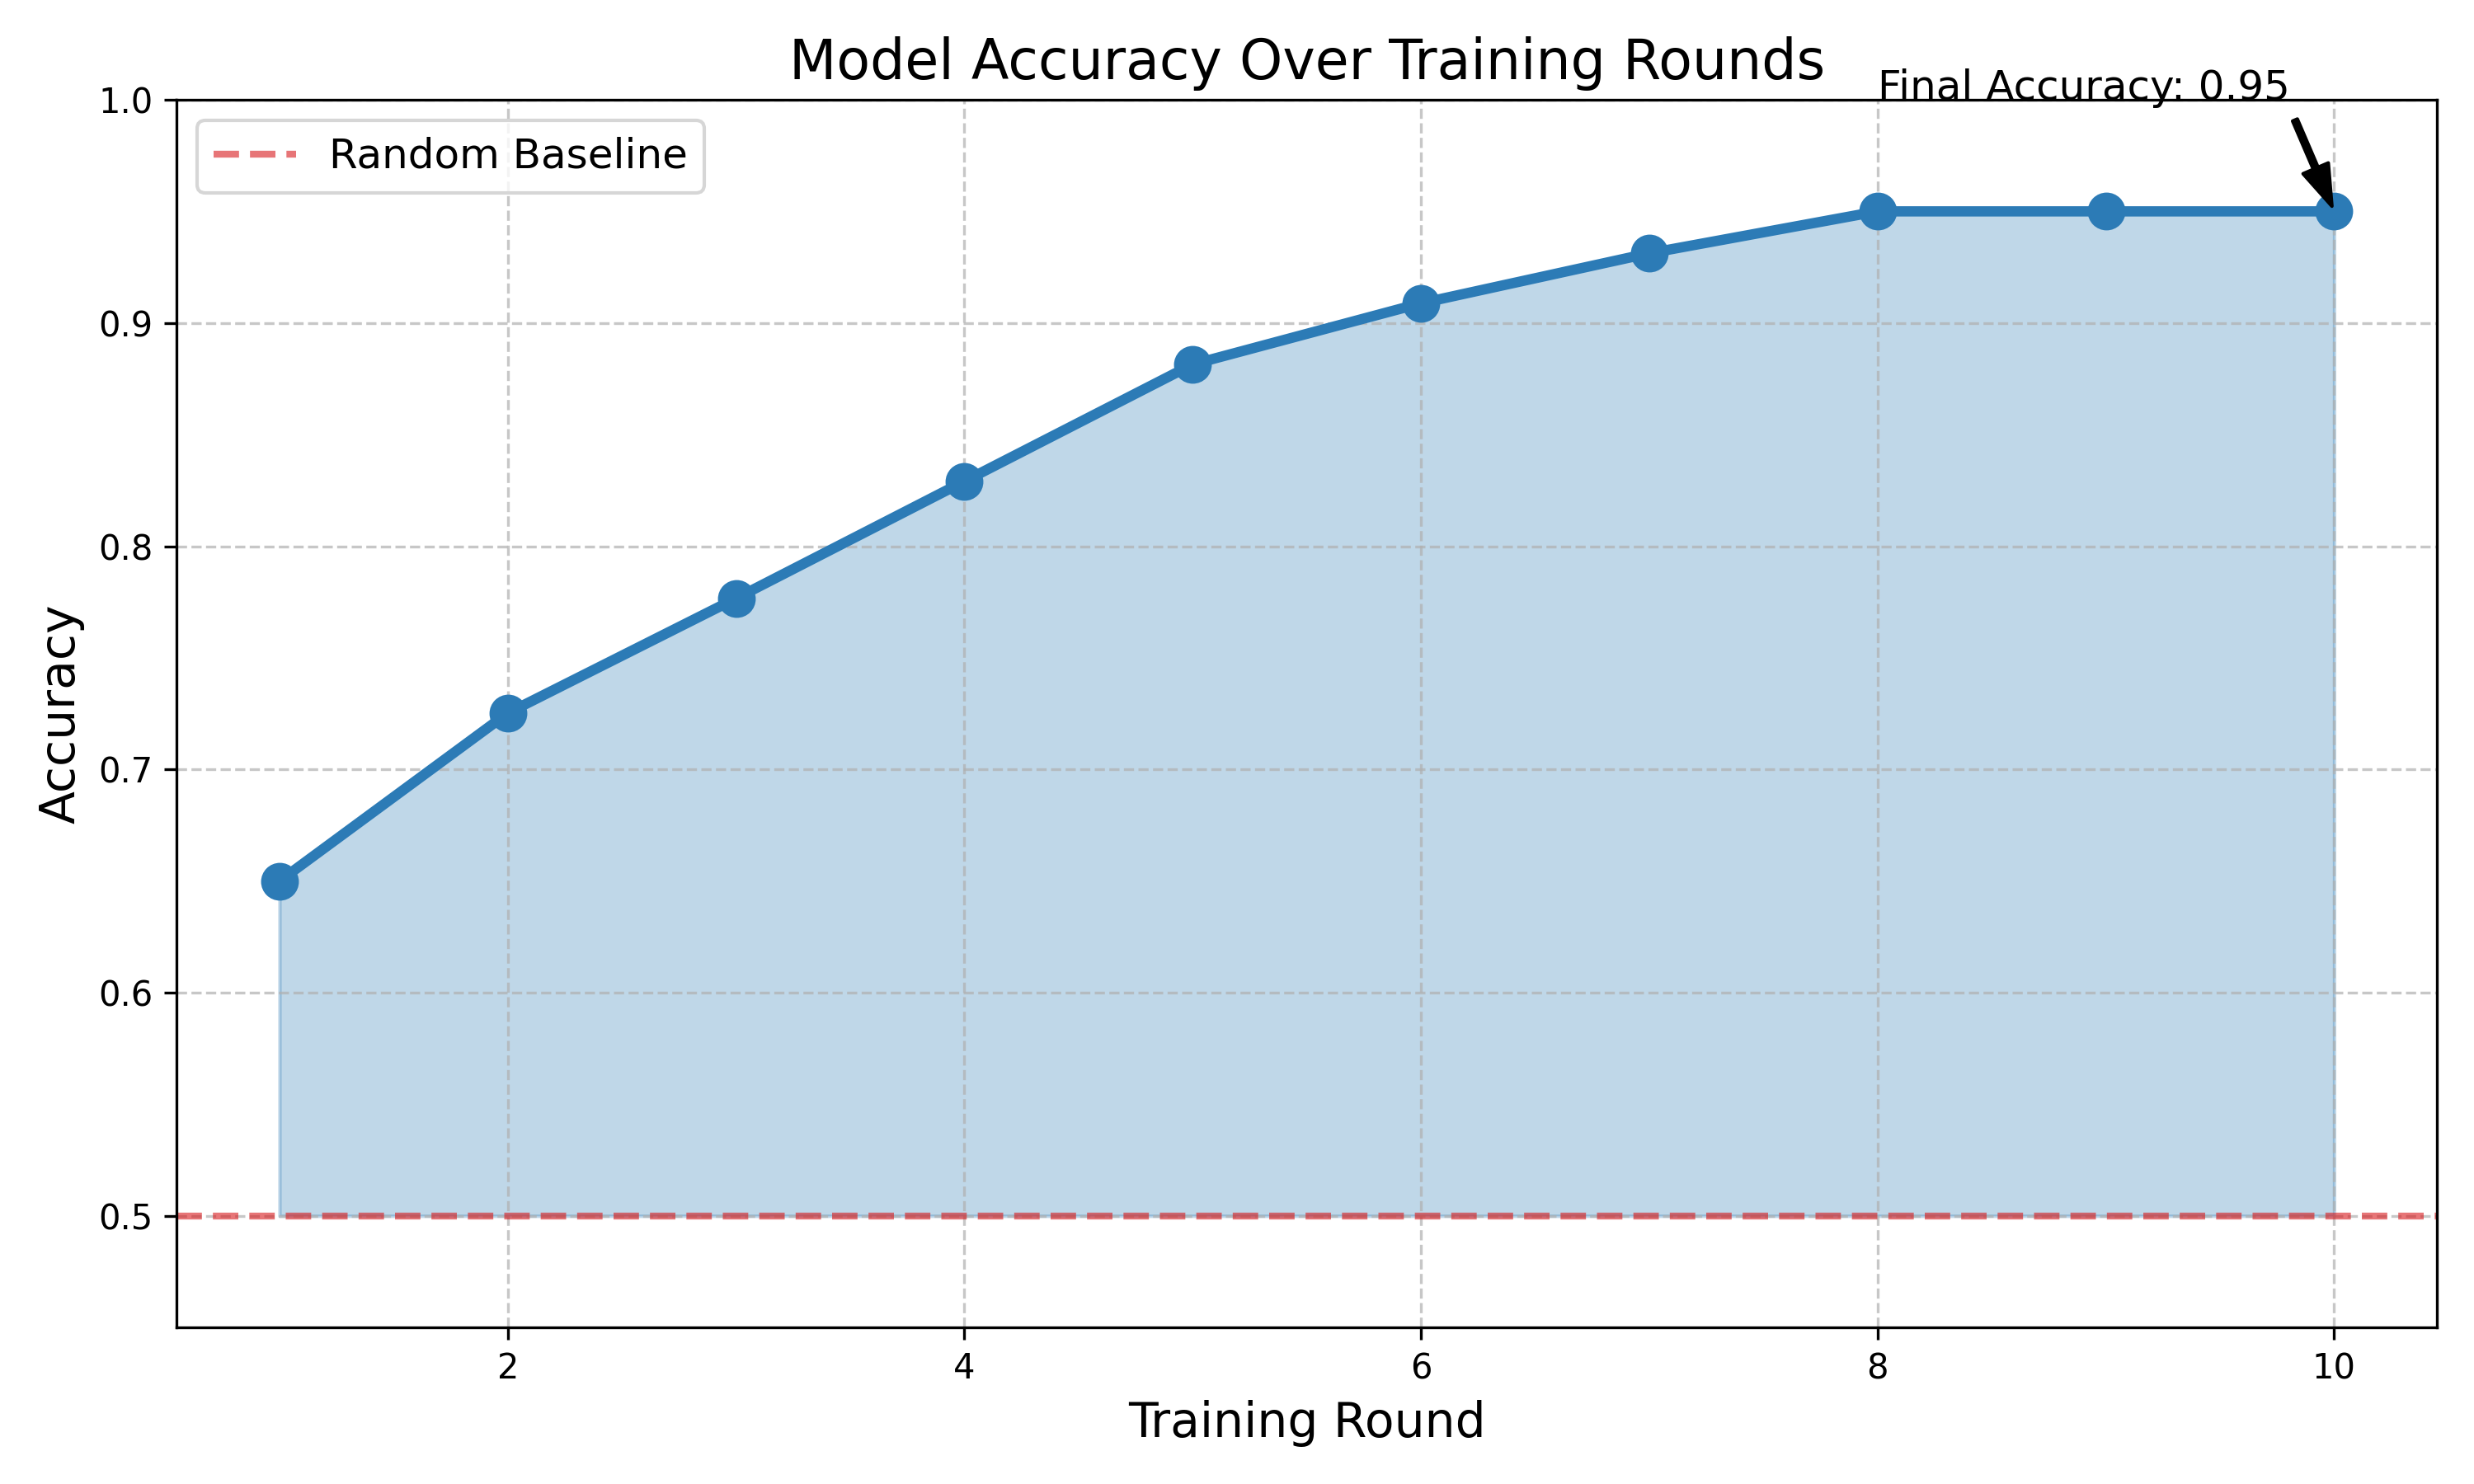 Model Accuracy Over Training Rounds
Final Accuracy: 0.95
Random Baseline
Accuracy
1.0
0.9
0.8
0.7
0.6
0.5
2 4 6 8 10
Training Round